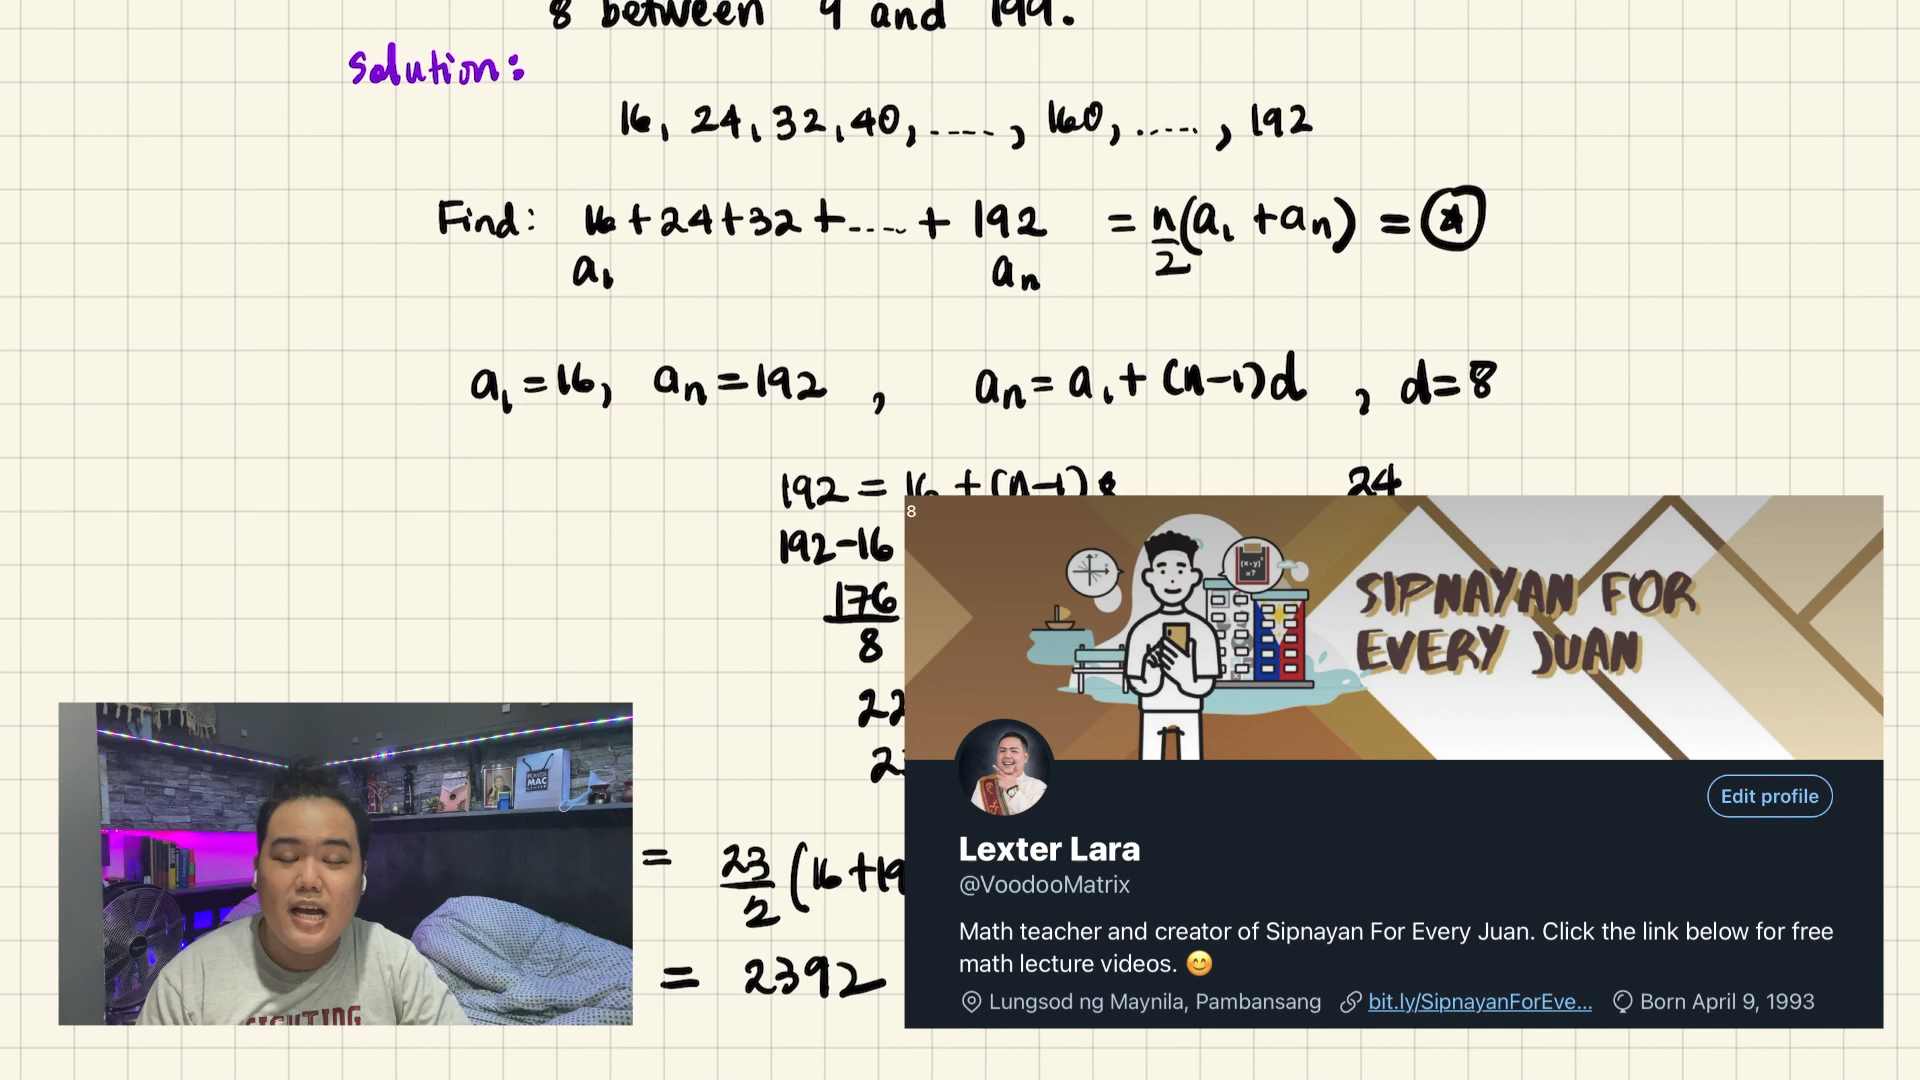 8 between 9 and 199.
Solution:
16, 24, 32, 40, ...., 160, ....., 192
Find: 16 + 24 + 32 + .... + 192 = n/2 (a₁ + aₙ) = *
a₁ aₙ
a₁ = 16, aₙ = 192, aₙ = a₁ + (n-1)d, d = 8
192 = 16 + (n-1) 8 24
192-16
176
8
22
= 23/2 (16 + 19
= 2392
8
SIPNAYAN FOR
EVERY JUAN
Edit profile
Lexter Lara
@VoodooMatrix
Math teacher and creator of Sipnayan For Every Juan. Click the link below for free
math lecture videos. 😊
Lungsod ng Maynila, Pambansang bit.ly/SipnayanForEve... Born April 9, 1993